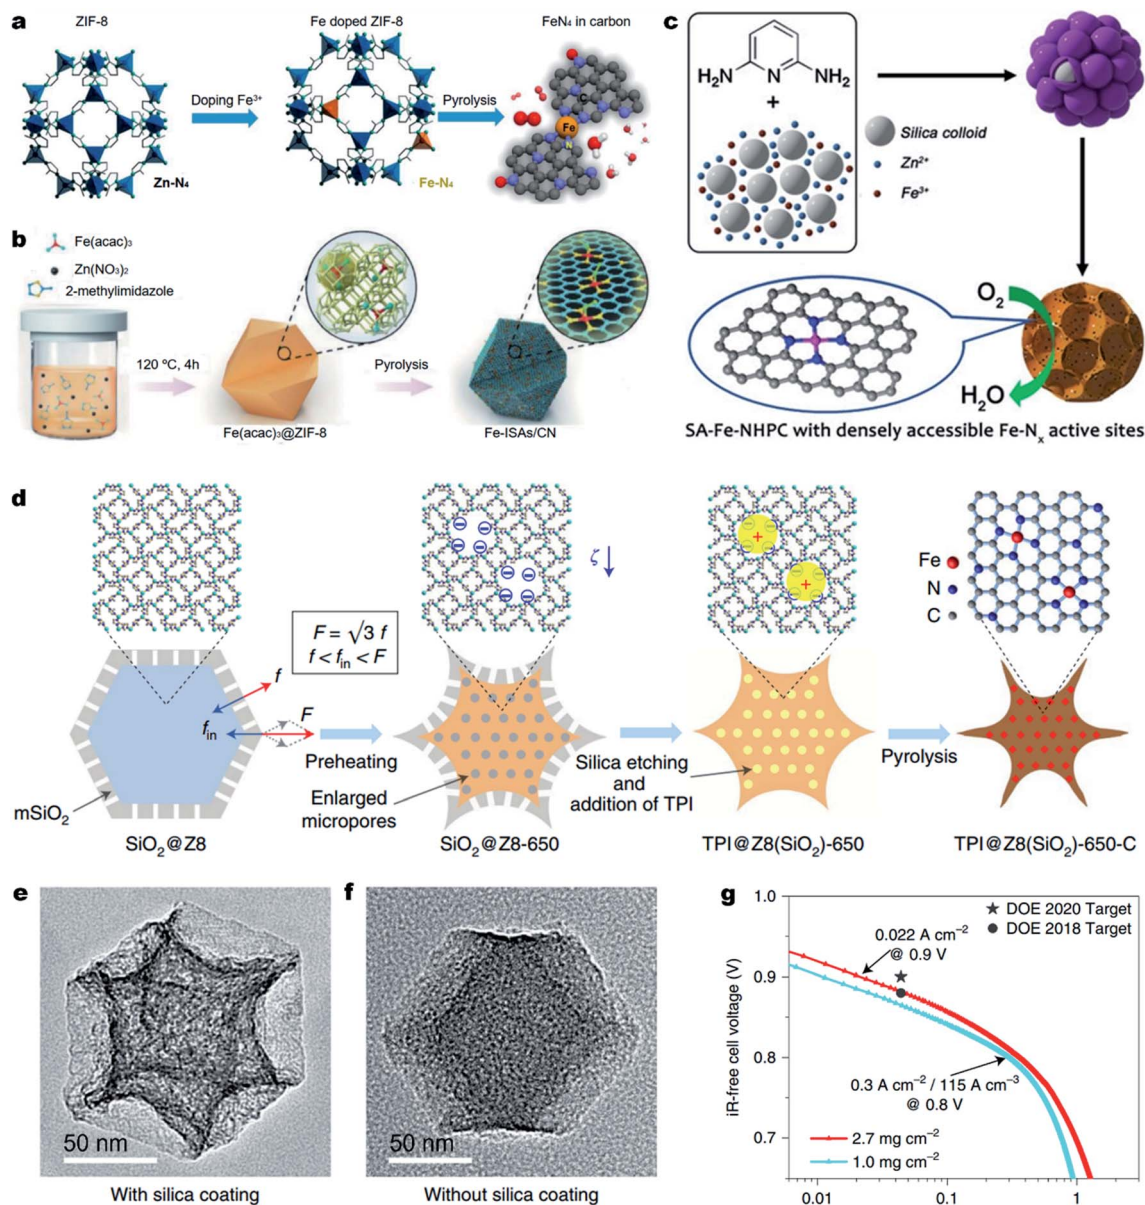 a
ZIF-8
Fe doped ZIF-8
FeN₄ in carbon
Doping Fe³⁺
Pyrolysis
C
Fe
N
Zn-N₄
Fe-N₄
b
Fe(acac)₃
Zn(NO₃)₂
2-methylimidazole
120 ºC, 4h
Pyrolysis
Fe(acac)₃@ZIF-8
Fe-ISAs/CN
c
H₂N
N
NH₂
+
Silica colloid
Zn²⁺
Fe³⁺
O₂
H₂O
SA-Fe-NHPC with densely accessible Fe-Nₓ active sites
d
ζ
+
+
Fe
N
C
F = √3 f
f < fᵢₙ < F
f
F
fᵢₙ
mSiO₂
SiO₂@Z8
Preheating
Enlarged
micropores
SiO₂@Z8-650
Silica etching
and
addition of TPI
TPI@Z8(SiO₂)-650
Pyrolysis
TPI@Z8(SiO₂)-650-C
e
50 nm
With silica coating
f
50 nm
Without silica coating
g
★ DOE 2020 Target
● DOE 2018 Target
0.022 A cm⁻²
@ 0.9 V
0.3 A cm⁻² / 115 A cm⁻³
@ 0.8 V
2.7 mg cm⁻²
1.0 mg cm⁻²
iR-free cell voltage (V)
1.0
0.9
0.8
0.7
0.01
0.1
1